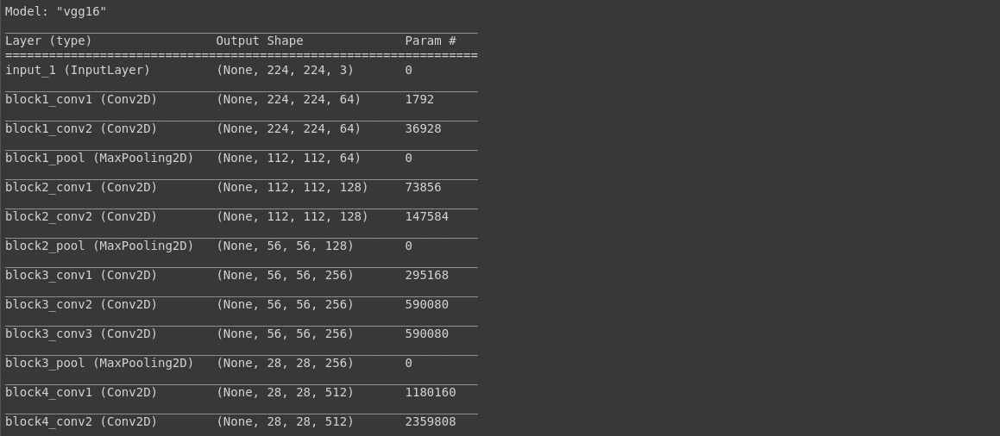 Model: "vgg16"
_________________________________________________________________
Layer (type)                 Output Shape              Param #
=================================================================
input_1 (InputLayer)         (None, 224, 224, 3)       0
_________________________________________________________________
block1_conv1 (Conv2D)        (None, 224, 224, 64)      1792
_________________________________________________________________
block1_conv2 (Conv2D)        (None, 224, 224, 64)      36928
_________________________________________________________________
block1_pool (MaxPooling2D)   (None, 112, 112, 64)      0
_________________________________________________________________
block2_conv1 (Conv2D)        (None, 112, 112, 128)     73856
_________________________________________________________________
block2_conv2 (Conv2D)        (None, 112, 112, 128)     147584
_________________________________________________________________
block2_pool (MaxPooling2D)   (None, 56, 56, 128)       0
_________________________________________________________________
block3_conv1 (Conv2D)        (None, 56, 56, 256)       295168
_________________________________________________________________
block3_conv2 (Conv2D)        (None, 56, 56, 256)       590080
_________________________________________________________________
block3_conv3 (Conv2D)        (None, 56, 56, 256)       590080
_________________________________________________________________
block3_pool (MaxPooling2D)   (None, 28, 28, 256)       0
_________________________________________________________________
block4_conv1 (Conv2D)        (None, 28, 28, 512)       1180160
_________________________________________________________________
block4_conv2 (Conv2D)        (None, 28, 28, 512)       2359808